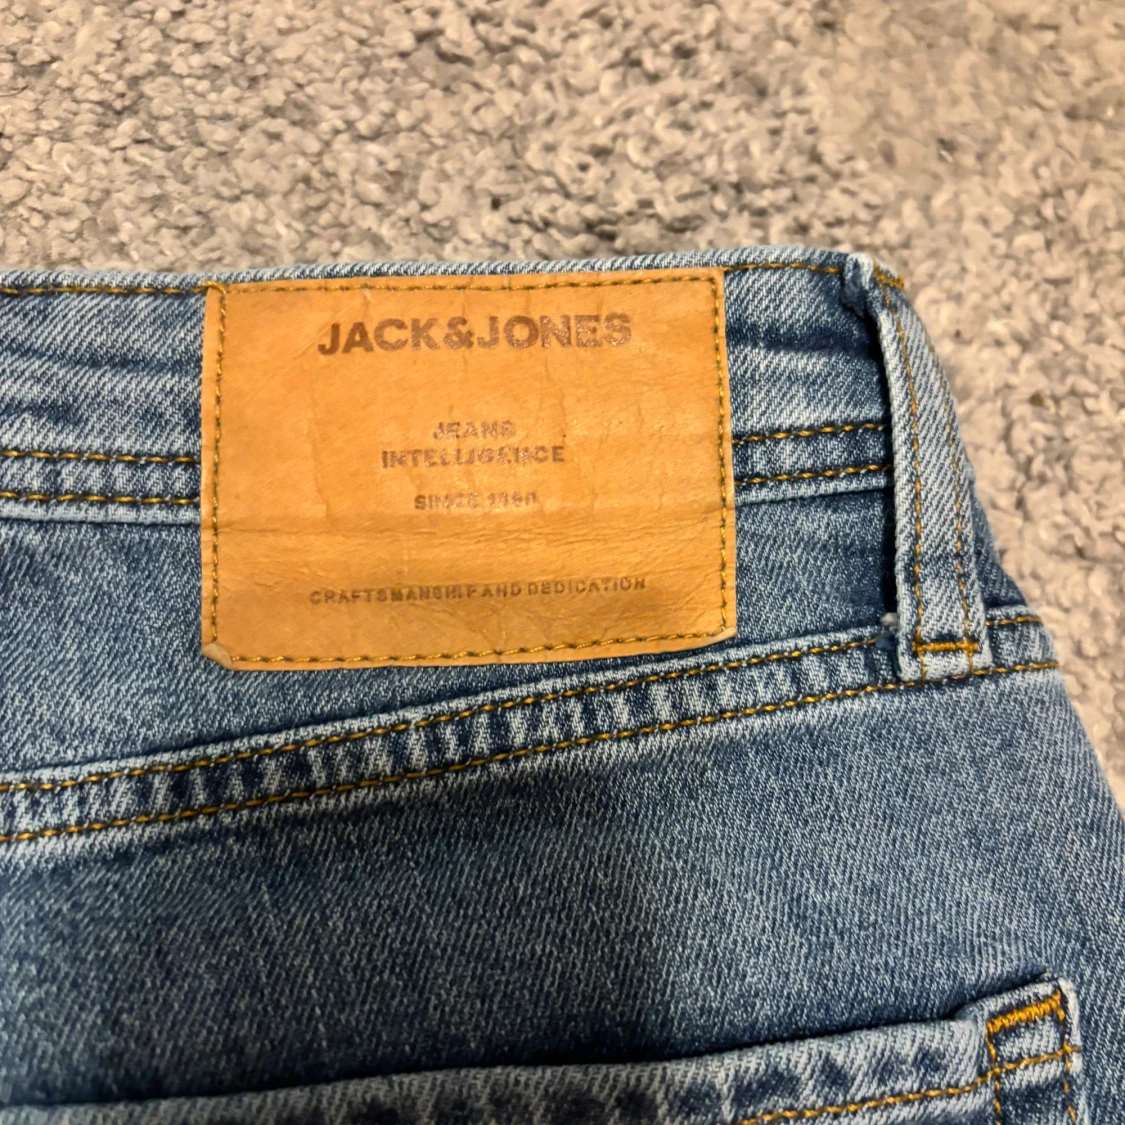 JACK&JONES
JEANS
INTELLIGENCE
SINCE 1990
CRAFTSMANSHIP AND DEDICATION